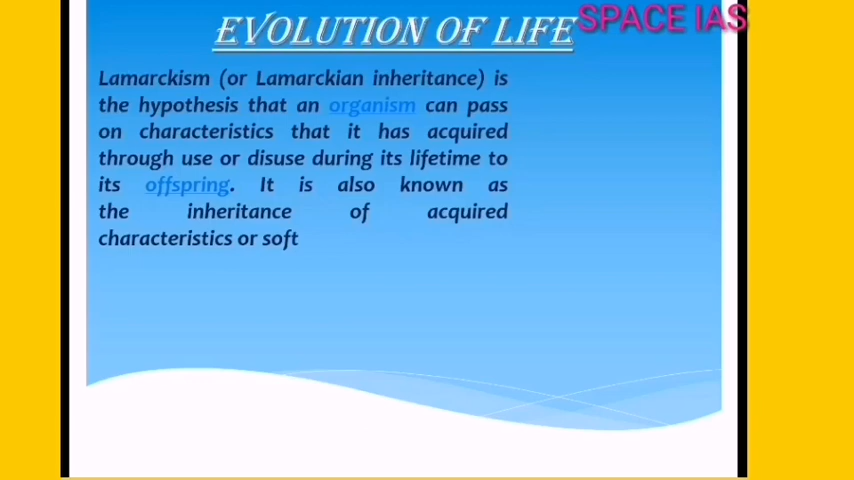 EVOLUTION OF LIFE
SPACE IAS
Lamarckism (or Lamarckian inheritance) is
the hypothesis that an organism can pass
on characteristics that it has acquired
through use or disuse during its lifetime to
its offspring. It is also known as
the inheritance of acquired
characteristics or soft